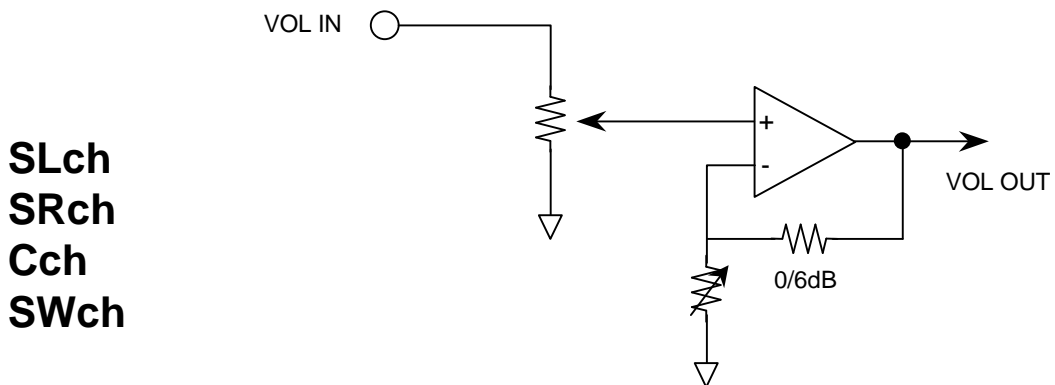 VOL IN
SLch
SRch
Cch
SWch
+
-
VOL OUT
0/6dB